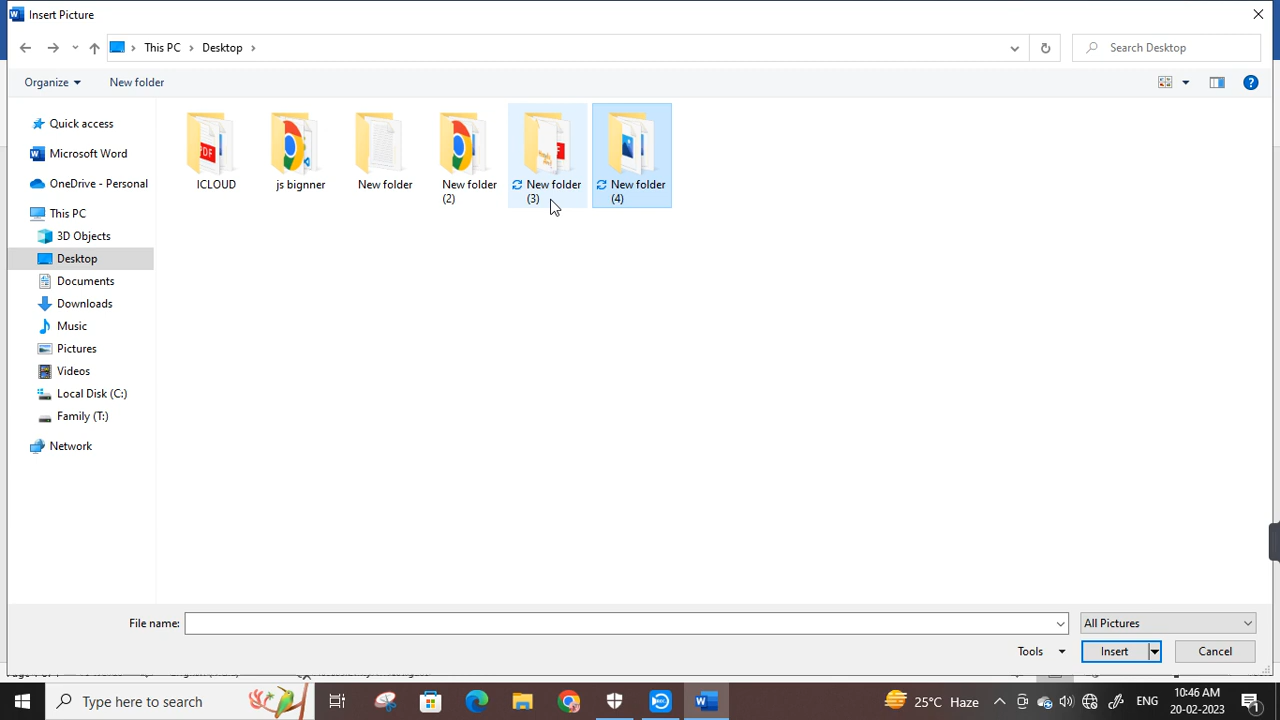 Insert Picture
This PC
Desktop
Search Desktop
Organize
New folder
Quick access
Microsoft Word
OneDrive - Personal
This PC
3D Objects
Desktop
Documents
Downloads
Music
Pictures
Videos
Local Disk (C:)
Family (T:)
Network
PDF
ICLOUD
js bignner
New folder
New folder
(2)
New folder
(3)
New folder
(4)
File name:
All Pictures
Tools
Insert
Cancel
Type here to search
25°C Haze
ENG
10:46 AM
20-02-2023
1